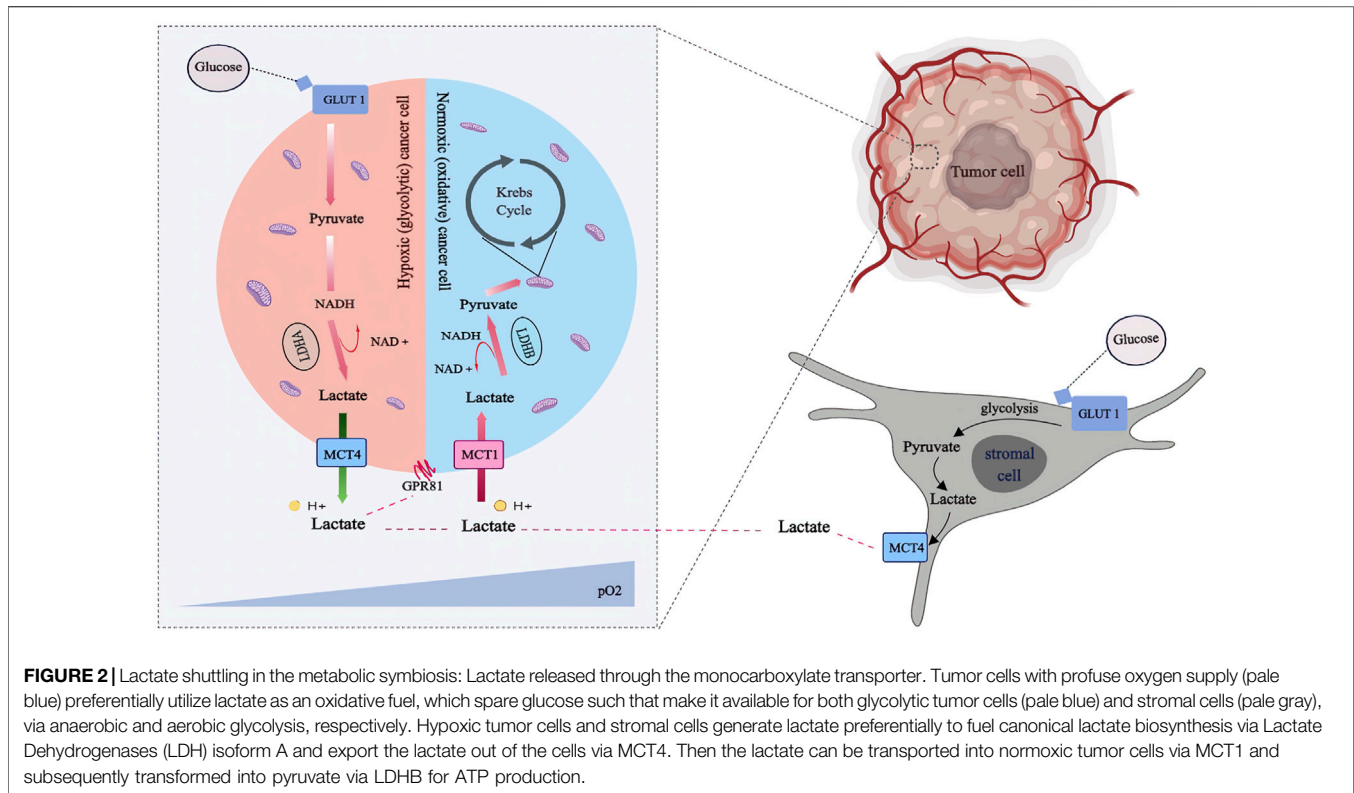 Glucose
GLUT 1
Hypoxic (glycolytic) cancer cell
Normoxic (oxidative) cancer cell
Pyruvate
NADH
LDHA
NAD +
Lactate
MCT4
H+
Lactate
Krebs
Cycle
Pyruvate
NADH
LDHB
NAD +
Lactate
MCT1
GPR81
H+
Lactate
pO2
Tumor cell
Glucose
GLUT 1
glycolysis
Pyruvate
stromal
cell
Lactate
MCT4
Lactate
FIGURE 2 | Lactate shuttling in the metabolic symbiosis: Lactate released through the monocarboxylate transporter. Tumor cells with profuse oxygen supply (pale
blue) preferentially utilize lactate as an oxidative fuel, which spare glucose such that make it available for both glycolytic tumor cells (pale blue) and stromal cells (pale gray),
via anaerobic and aerobic glycolysis, respectively. Hypoxic tumor cells and stromal cells generate lactate preferentially to fuel canonical lactate biosynthesis via Lactate
Dehydrogenases (LDH) isoform A and export the lactate out of the cells via MCT4. Then the lactate can be transported into normoxic tumor cells via MCT1 and
subsequently transformed into pyruvate via LDHB for ATP production.